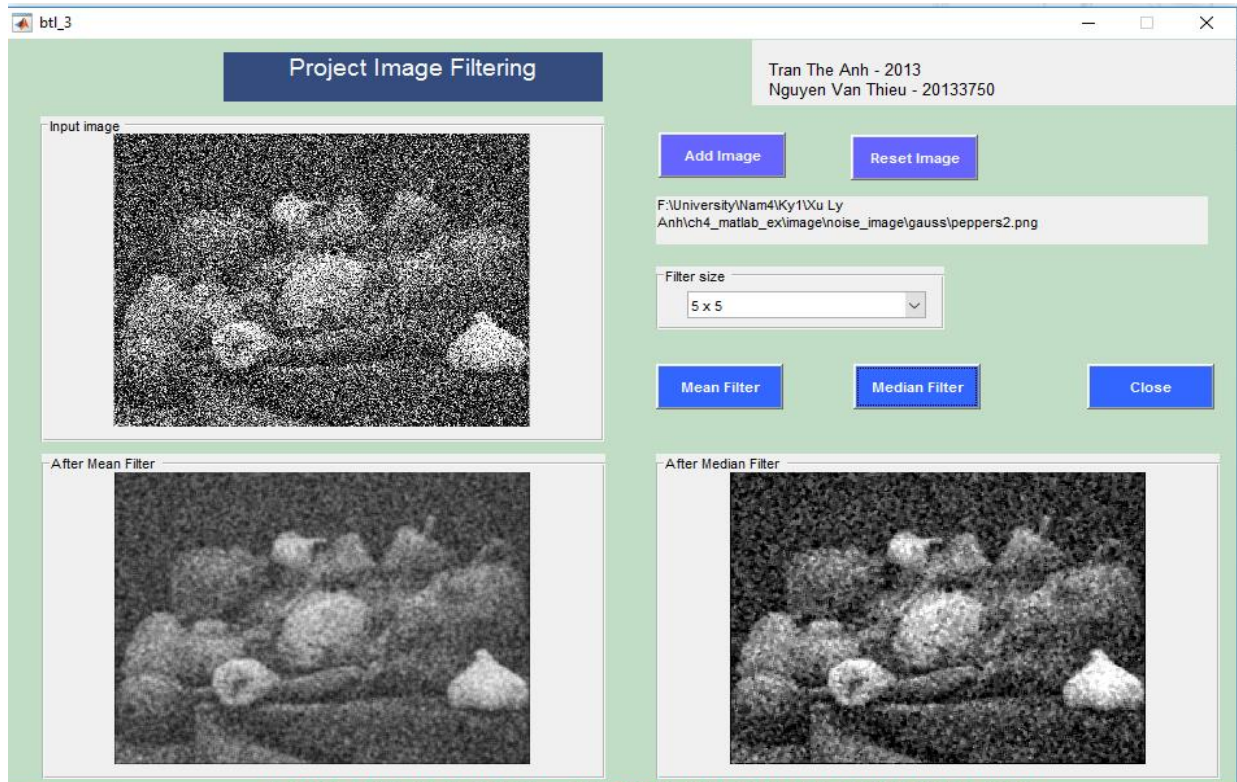 btl_3
Project Image Filtering
Tran The Anh - 2013
Nguyen Van Thieu - 20133750
Input image
Add Image
Reset Image
F:\University\Nam4\Ky1\Xu Ly
Anh\ch4_matlab_ex\image\noise_image\gauss\peppers2.png
Filter size
5 x 5
Mean Filter
Median Filter
Close
After Mean Filter
After Median Filter